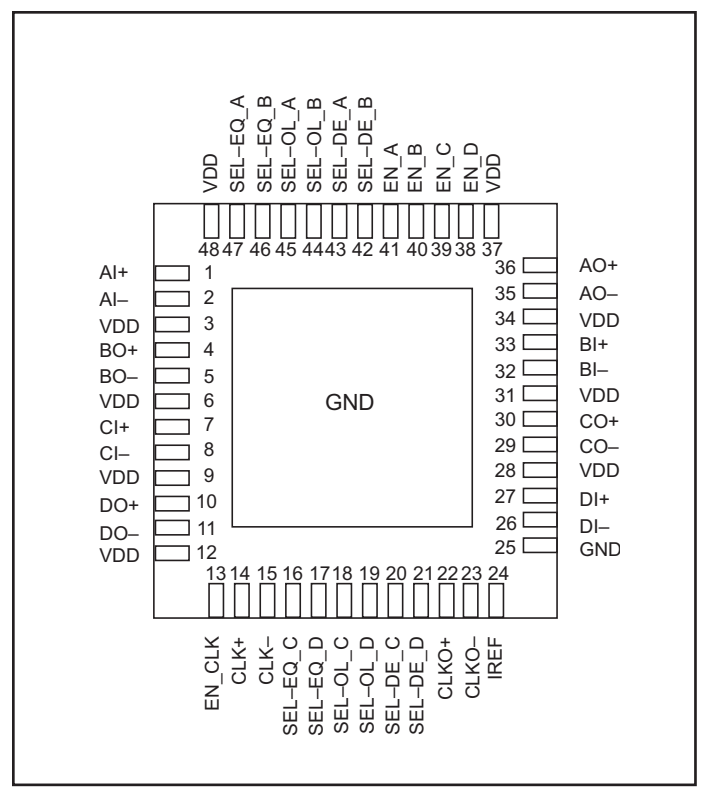 VDD
SEL–EQ_A
SEL–EQ_B
SEL–OL_A
SEL–OL_B
SEL–DE_A
SEL–DE_B
EN_A
EN_B
EN_C
EN_D
VDD
48 47 46 45 44 43 42 41 40 39 38 37
AI+ 1
AI– 2
VDD 3
BO+ 4
BO– 5
VDD 6
CI+ 7
CI– 8
VDD 9
DO+ 10
DO– 11
VDD 12
GND
36 AO+
35 AO–
34 VDD
33 BI+
32 BI–
31 VDD
30 CO+
29 CO–
28 VDD
27 DI+
26 DI–
25 GND
13 14 15 16 17 18 19 20 21 22 23 24
EN_CLK
CLK+
CLK–
SEL–EQ_C
SEL–EQ_D
SEL–OL_C
SEL–OL_D
SEL–DE_C
SEL–DE_D
CLKO+
CLKO–
IREF